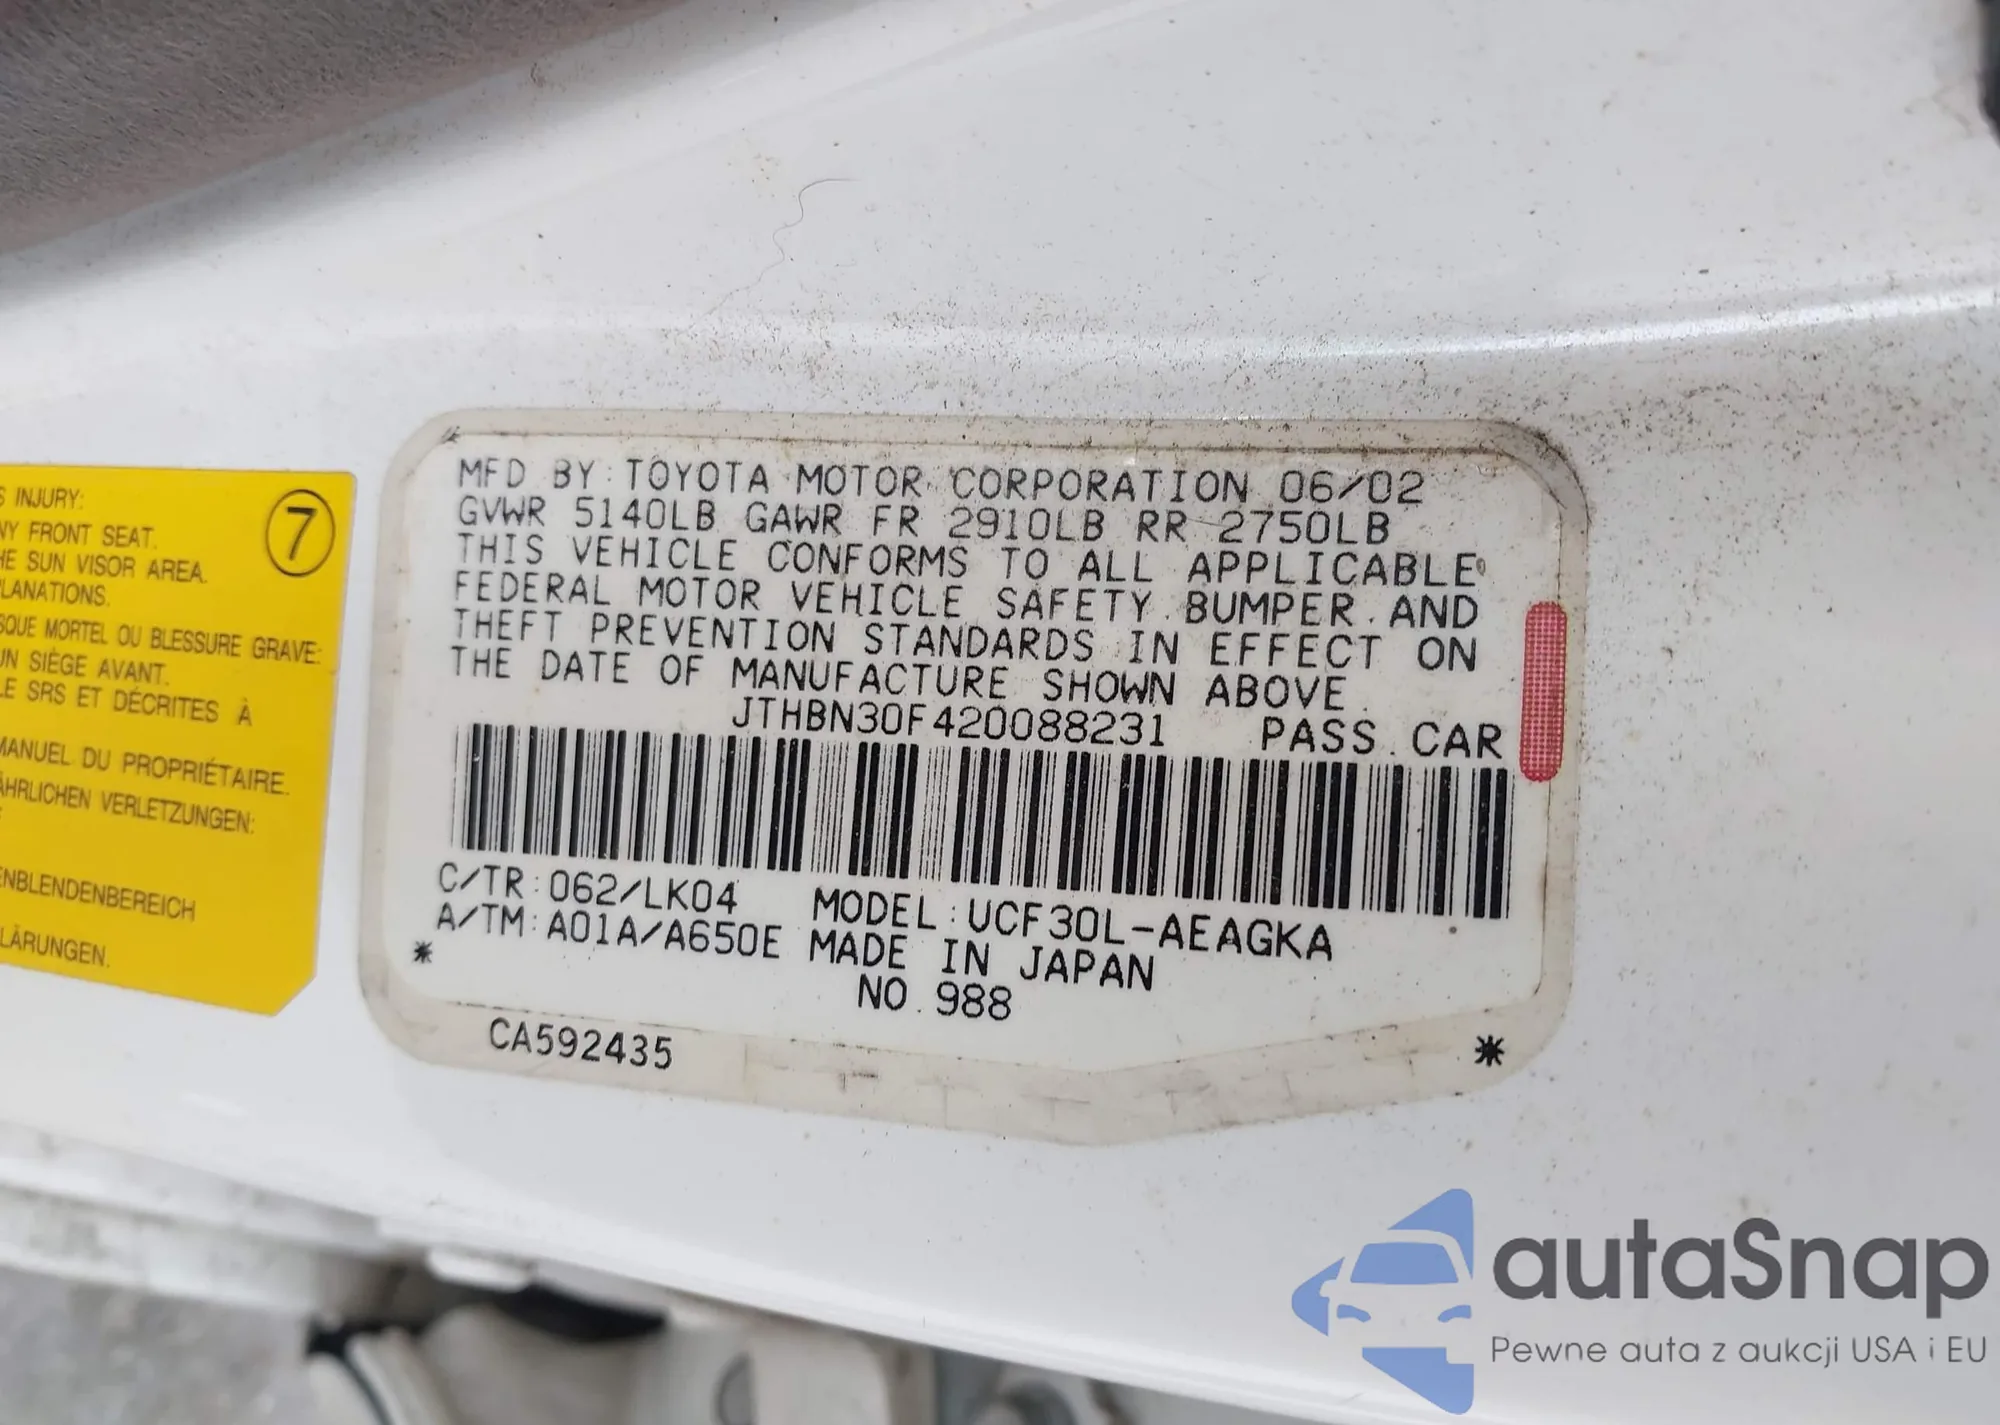 S INJURY:
NY FRONT SEAT.
HE SUN VISOR AREA.
PLANATIONS.
SQUE MORTEL OU BLESSURE GRAVE:
UN SIÈGE AVANT.
LE SRS ET DÉCRITES À
MANUEL DU PROPRIÉTAIRE.
ÄHRLICHEN VERLETZUNGEN:
ENBLENDENBEREICH
LÄRUNGEN.
7
MFD BY: TOYOTA MOTOR CORPORATION 06/02
GVWR 5140LB GAWR FR 2910LB RR 2750LB
THIS VEHICLE CONFORMS TO ALL APPLICABLE
FEDERAL MOTOR VEHICLE SAFETY. BUMPER. AND
THEFT PREVENTION STANDARDS IN EFFECT ON
THE DATE OF MANUFACTURE SHOWN ABOVE.
JTHBN30F420088231 PASS. CAR
C/TR: 062/LK04 MODEL: UCF30L-AEAGKA
A/TM: A01A/A650E MADE IN JAPAN
NO. 988
CA592435
autaSnap
Pewne auta z aukcji USA i EU